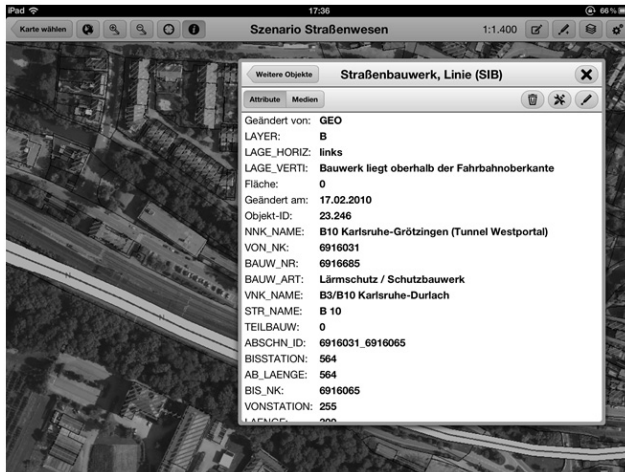 iPad 17:36 66 %
Karte wählen Szenario Straßenwesen 1:1.400
Weitere Objekte Straßenbauwerk, Linie (SIB)
Attribute Medien
Geändert von: GEO
LAYER: B
LAGE_HORIZ: links
LAGE_VERTI: Bauwerk liegt oberhalb der Fahrbahnoberkante
Fläche: 0
Geändert am: 17.02.2010
Objekt-ID: 23.246
NNK_NAME: B10 Karlsruhe-Grötzingen (Tunnel Westportal)
VON_NK: 6916031
BAUW_NR: 6916685
BAUW_ART: Lärmschutz / Schutzbauwerk
VNK_NAME: B3/B10 Karlsruhe-Durlach
STR_NAME: B 10
TEILBAUW: 0
ABSCHN_ID: 6916031_6916065
BISSTATION: 564
AB_LAENGE: 564
BIS_NK: 6916065
VONSTATION: 255